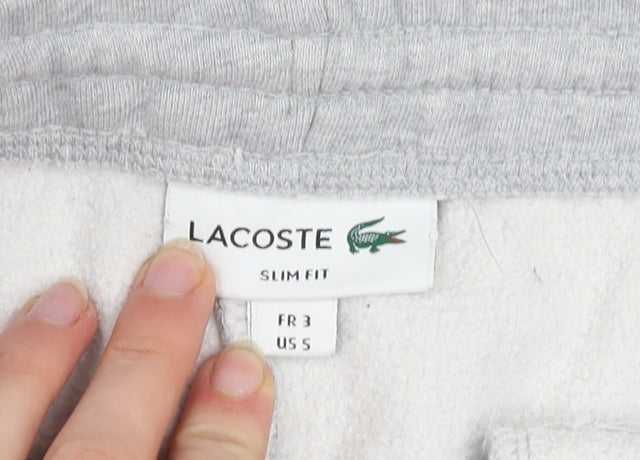 LACOSTE
SLIM FIT
FR 3
US S